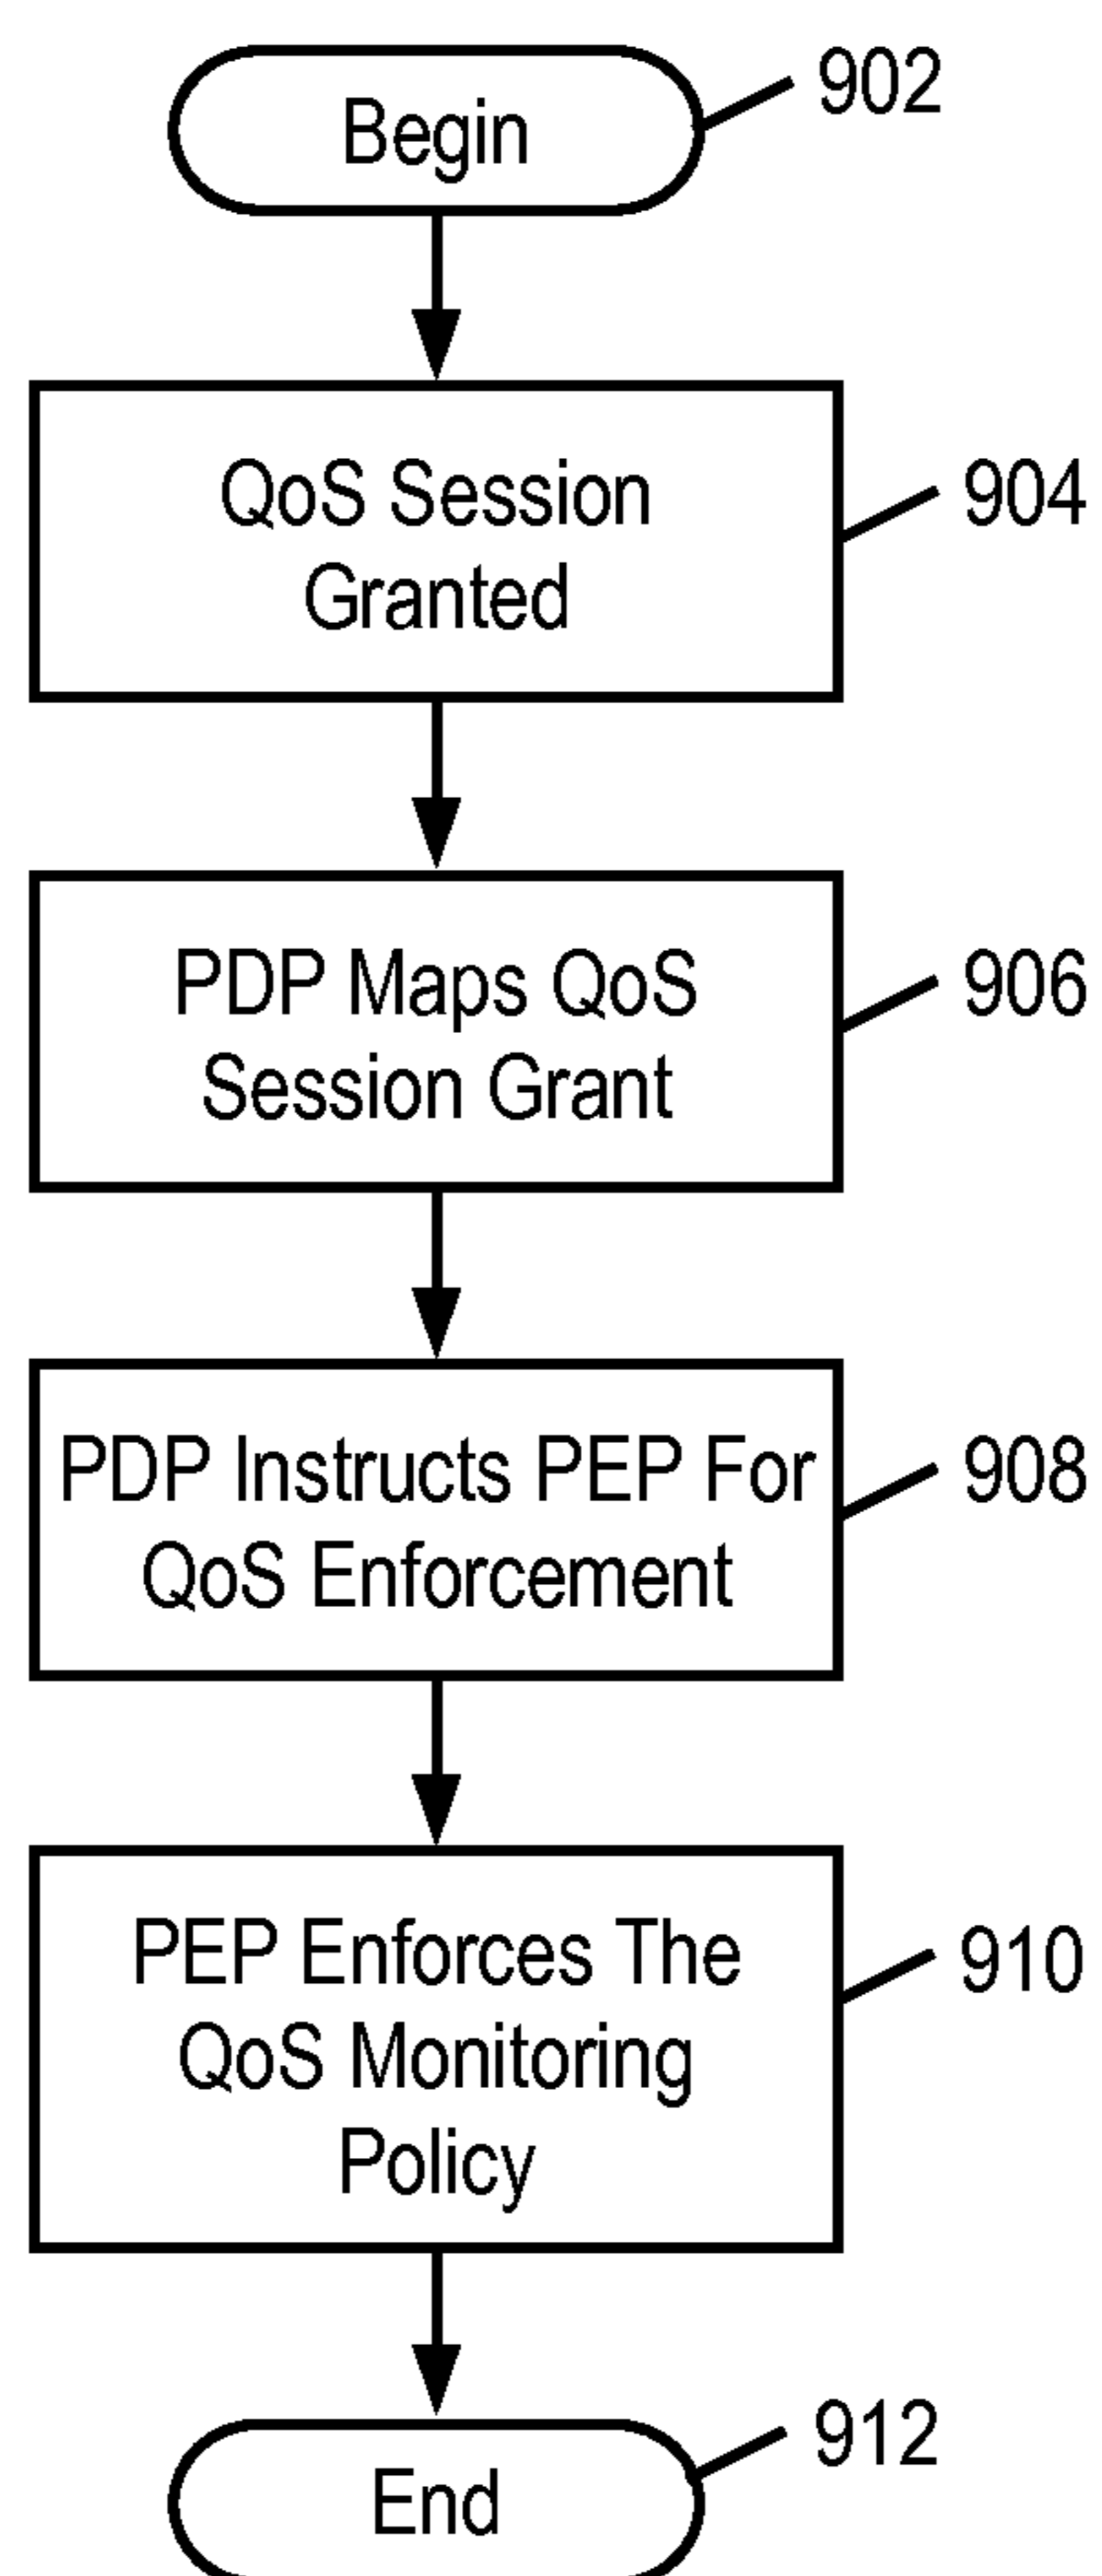 Begin
902
QoS Session
Granted
904
PDP Maps QoS
Session Grant
906
PDP Instructs PEP For
QoS Enforcement
908
PEP Enforces The
QoS Monitoring
Policy
910
End
912